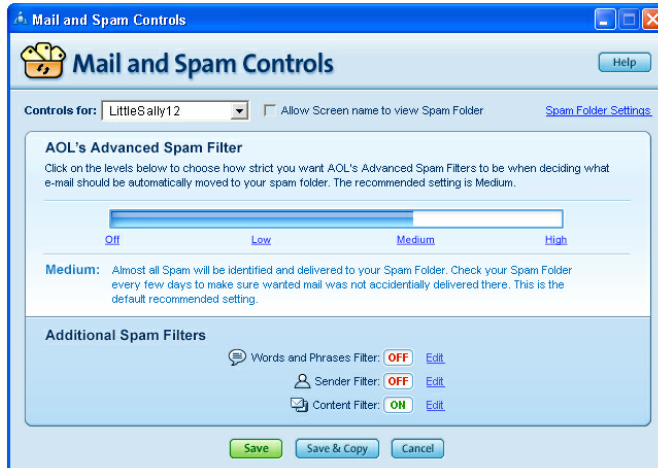 Mail and Spam Controls
Mail and Spam Controls
Help
Controls for: LittleSally12 Allow Screen name to view Spam Folder Spam Folder Settings
AOL's Advanced Spam Filter
Click on the levels below to choose how strict you want AOL's Advanced Spam Filters to be when deciding what
e-mail should be automatically moved to your spam folder. The recommended setting is Medium.
Off Low Medium High
Medium: Almost all Spam will be identified and delivered to your Spam Folder. Check your Spam Folder
every few days to make sure wanted mail was not accidentially delivered there. This is the
default recommended setting.
Additional Spam Filters
Words and Phrases Filter: OFF Edit
Sender Filter: OFF Edit
Content Filter: ON Edit
Save Save & Copy Cancel